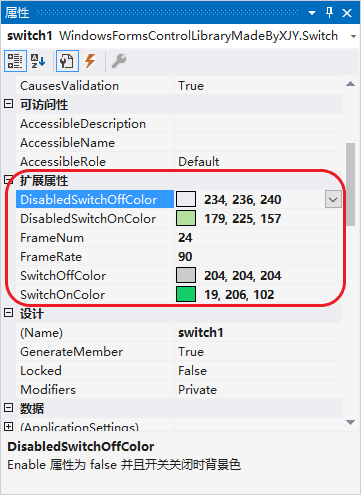 属性
switch1 WindowsFormsControlLibraryMadeByXJY.Switch
CausesValidation True
可访问性
AccessibleDescription
AccessibleName
AccessibleRole Default
扩展属性
DisabledSwitchOffColor 234, 236, 240
DisabledSwitchOnColor 179, 225, 157
FrameNum 24
FrameRate 90
SwitchOffColor 204, 204, 204
SwitchOnColor 19, 206, 102
设计
(Name) switch1
GenerateMember True
Locked False
Modifiers Private
数据
(ApplicationSettings)
DisabledSwitchOffColor
Enable 属性为 false 并且开关关闭时背景色